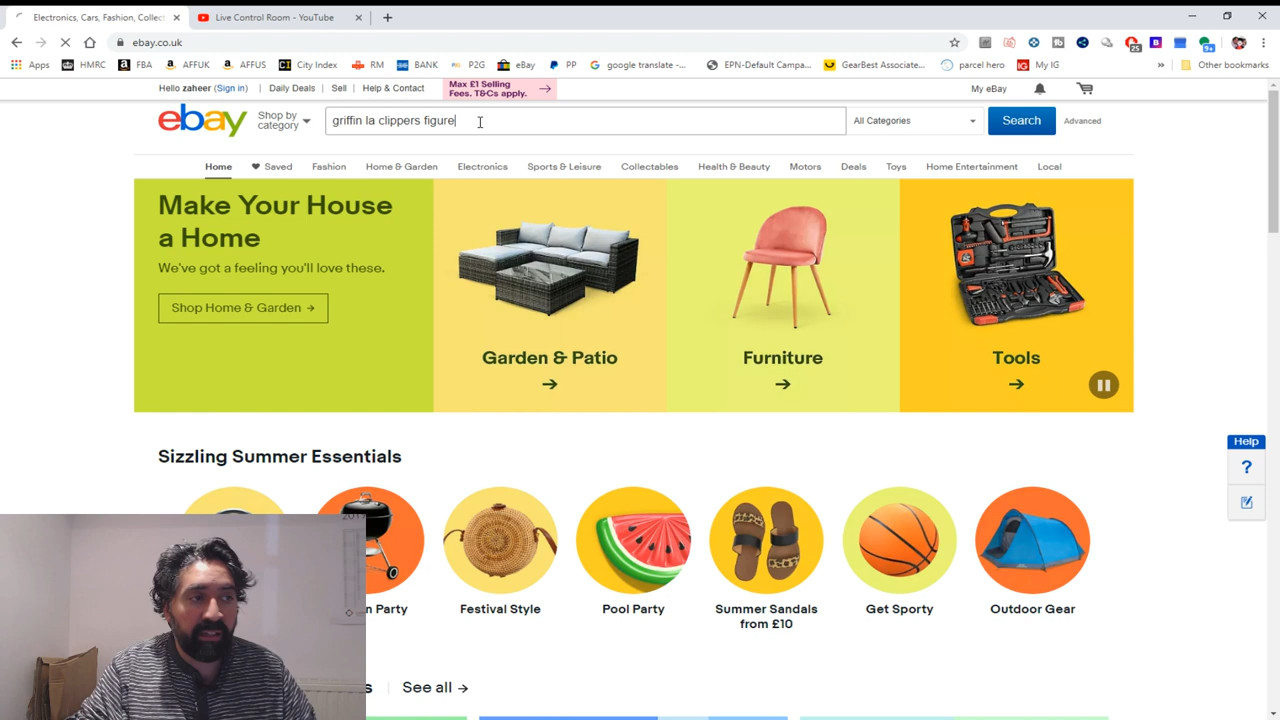 Electronics, Cars, Fashion, Collect
Live Control Room - YouTube
ebay.co.uk
25
9+
Apps
HMRC
FBA
AFFUK
AFFUS
City Index
RM
BANK
P2G
eBay
PP
google translate -...
EPN-Default Campa...
GearBest Associate...
parcel hero
My IG
»
Other bookmarks
Hello zaheer (Sign in)
Daily Deals
Sell
Help & Contact
Max £1 Selling
Fees. T&Cs apply.
My eBay
ebay
Shop by
category
griffin la clippers figure
All Categories
Search
Advanced
Home
Saved
Fashion
Home & Garden
Electronics
Sports & Leisure
Collectables
Health & Beauty
Motors
Deals
Toys
Home Entertainment
Local
Make Your House
a Home
We've got a feeling you'll love these.
Shop Home & Garden →
Garden & Patio
Furniture
Tools
Help
?
Sizzling Summer Essentials
n Party
Festival Style
Pool Party
Summer Sandals
from £10
Get Sporty
Outdoor Gear
s
See all →